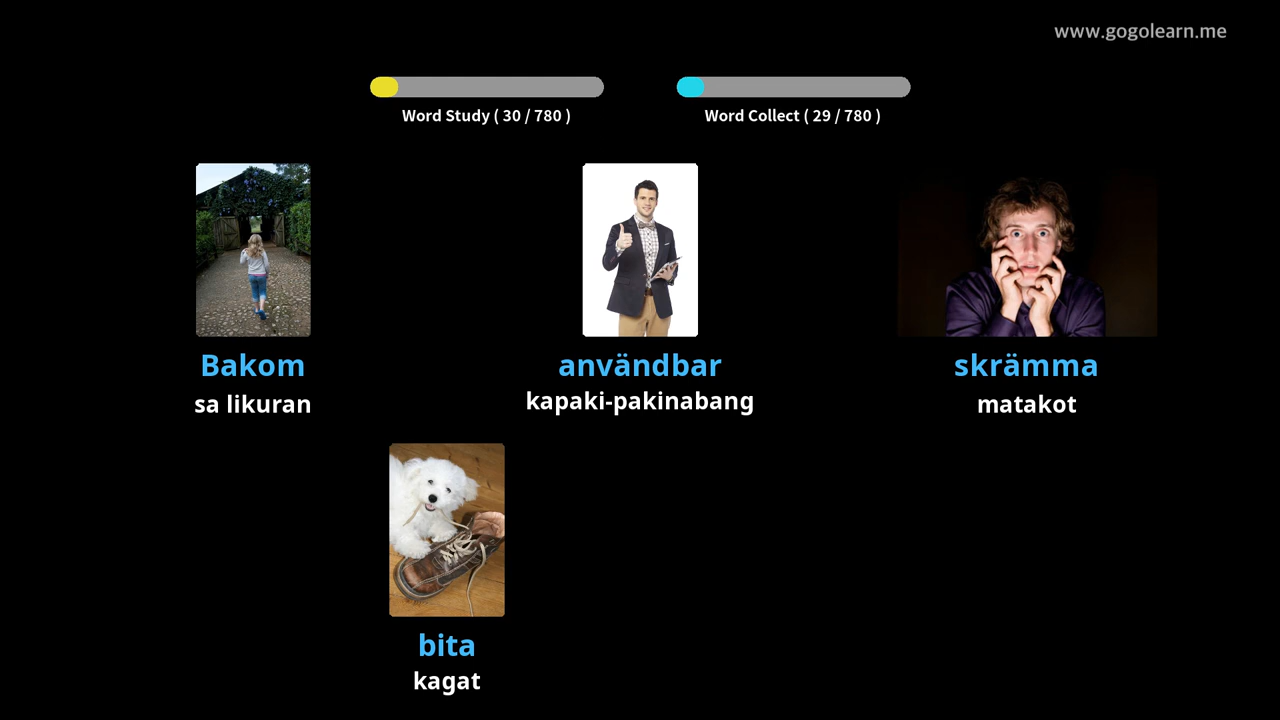 www.gogolearn.me
Word Study ( 30 / 780 )
Word Collect ( 29 / 780 )
Bakom
sa likuran
användbar
kapaki-pakinabang
skrämma
matakot
bita
kagat